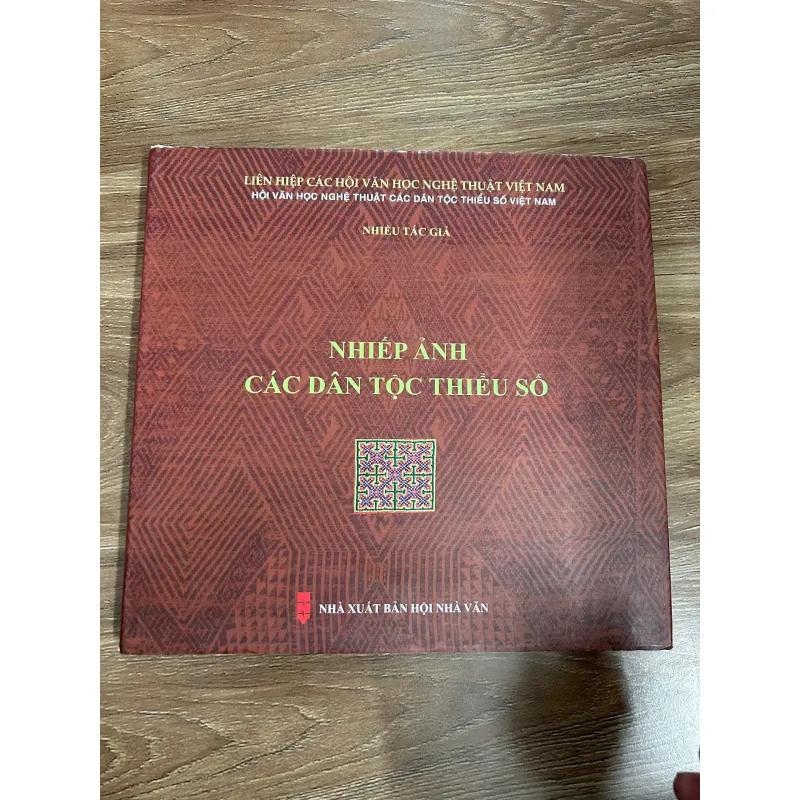 LIÊN HIỆP CÁC HỘI VĂN HỌC NGHỆ THUẬT VIỆT NAM
HỘI VĂN HỌC NGHỆ THUẬT CÁC DÂN TỘC THIỂU SỐ VIỆT NAM
NHIỀU TÁC GIẢ
NHIẾP ẢNH
CÁC DÂN TỘC THIỂU SỐ
NHÀ XUẤT BẢN HỘI NHÀ VĂN